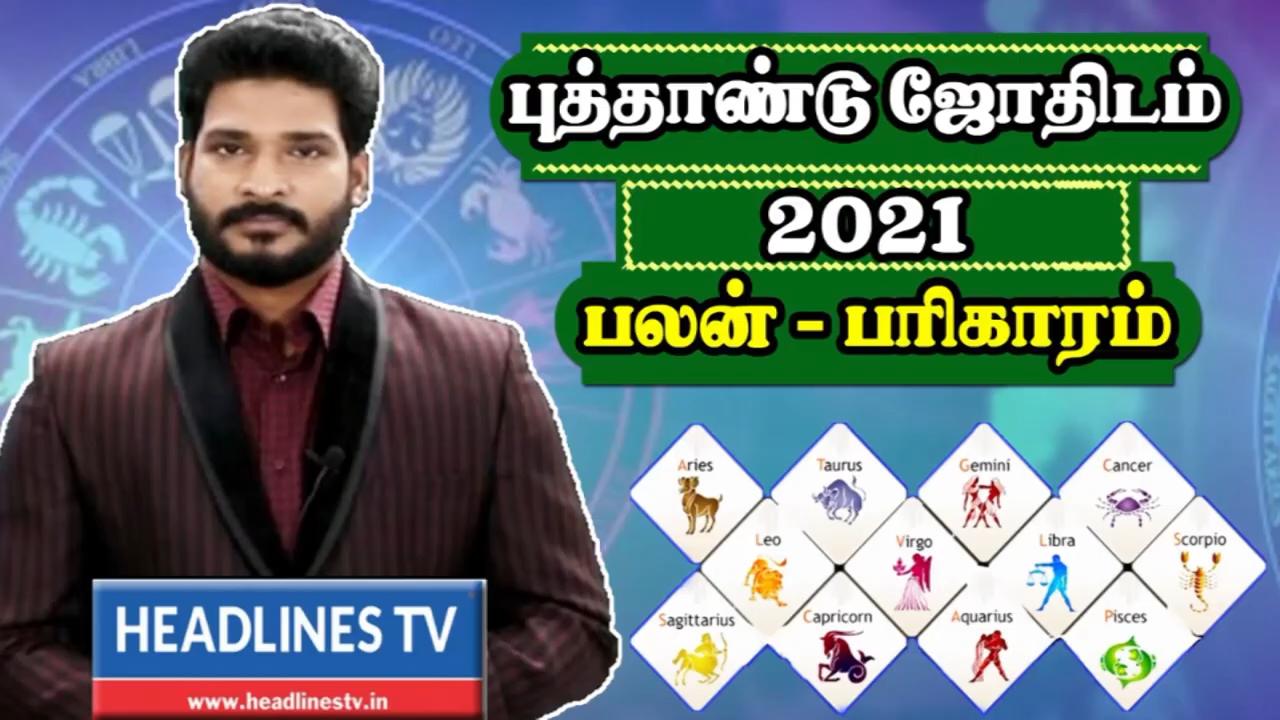 புத்தாண்டு ஜோதிடம்
2021
பலன் - பரிகாரம்
Aries
Taurus
Gemini
Cancer
Leo
Virgo
Libra
Scorpio
Sagittarius
Capricorn
Aquarius
Pisces
HEADLINES TV
www.headlinestv.in